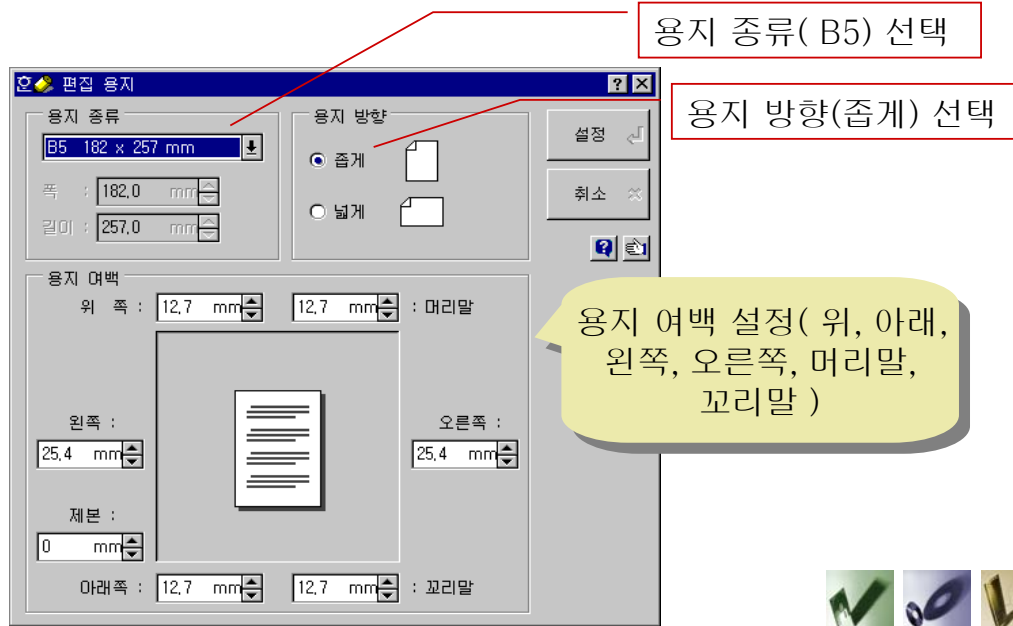 용지 종류( B5) 선택
편집 용지
용지 방향(좁게) 선택
용지 종류
B5 182 x 257 mm
폭 : 182,0 mm
길이 : 257,0 mm
용지 방향
좁게
넓게
설정
취소
용지 여백
위 쪽 : 12,7 mm 12,7 mm : 머리말
용지 여백 설정( 위, 아래,
왼쪽, 오른쪽, 머리말,
꼬리말 )
왼쪽 :
25,4 mm
오른쪽 :
25,4 mm
제본 :
0 mm
아래쪽 : 12,7 mm 12,7 mm : 꼬리말